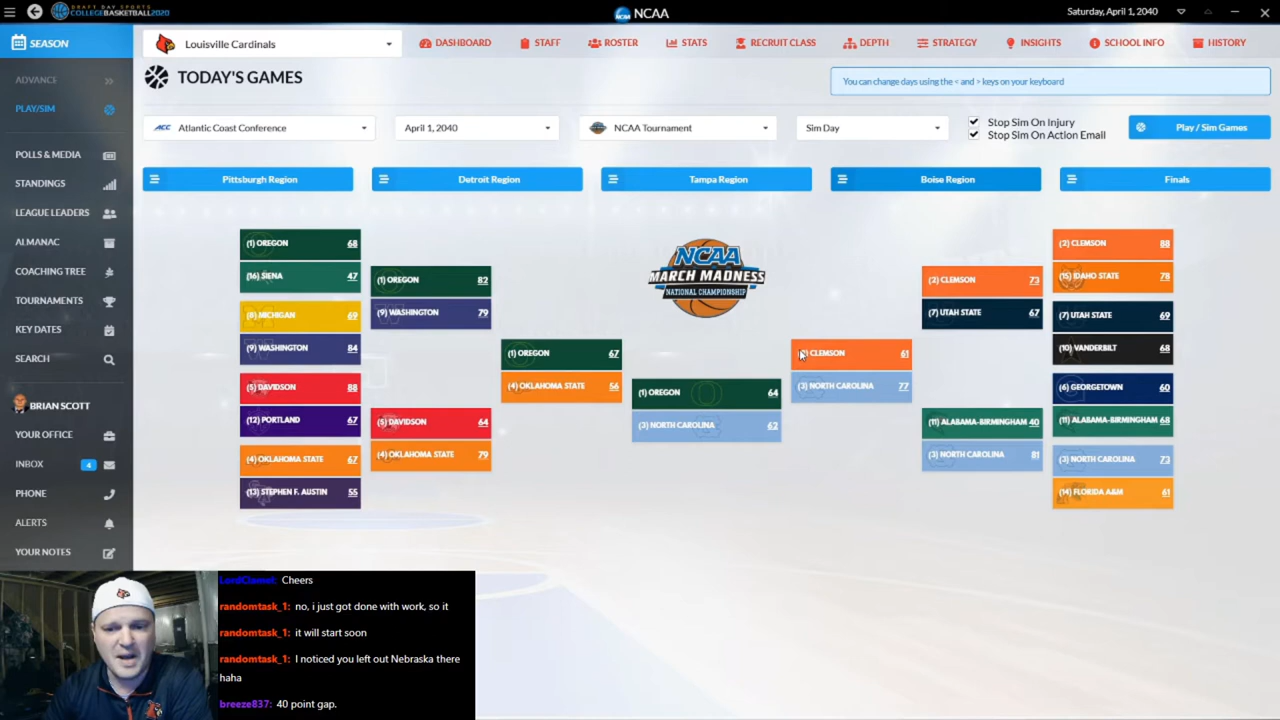 DRAFT DAY SPORTS
COLLEGE BASKETBALL 2020
NCAA
Saturday, April 1, 2040
SEASON
Louisville Cardinals
DASHBOARD
STAFF
ROSTER
STATS
RECRUIT CLASS
DEPTH
STRATEGY
INSIGHTS
SCHOOL INFO
HISTORY
ADVANCE
TODAY'S GAMES
You can change days using the < and > keys on your keyboard
PLAY/SIM
ACC Atlantic Coast Conference
April 1, 2040
NCAA Tournament
Sim Day
Stop Sim On Injury
Stop Sim On Action Email
Play / Sim Games
POLLS & MEDIA
STANDINGS
LEAGUE LEADERS
ALMANAC
COACHING TREE
TOURNAMENTS
KEY DATES
SEARCH
BRIAN SCOTT
YOUR OFFICE
INBOX 4
PHONE
ALERTS
YOUR NOTES
Pittsburgh Region
Detroit Region
Tampa Region
Boise Region
Finals
(1) OREGON 68
(16) SIENA 47
(8) MICHIGAN 69
(9) WASHINGTON 84
(5) DAVIDSON 88
(12) PORTLAND 67
(4) OKLAHOMA STATE 67
(13) STEPHEN F. AUSTIN 55
(1) OREGON 82
(9) WASHINGTON 79
(5) DAVIDSON 64
(4) OKLAHOMA STATE 79
(1) OREGON 67
(4) OKLAHOMA STATE 56
NCAA
MARCH MADNESS
NATIONAL CHAMPIONSHIP
(1) OREGON 64
(3) NORTH CAROLINA 62
CLEMSON 61
(3) NORTH CAROLINA 77
(2) CLEMSON 73
(7) UTAH STATE 67
(11) ALABAMA-BIRMINGHAM 40
(3) NORTH CAROLINA 81
(2) CLEMSON 88
(15) IDAHO STATE 78
(7) UTAH STATE 69
(10) VANDERBILT 68
(6) GEORGETOWN 60
(11) ALABAMA-BIRMINGHAM 68
(3) NORTH CAROLINA 73
(14) FLORIDA A&M 61
LordClamel: Cheers
randomtask_1: no, i just got done with work, so it
randomtask_1: it will start soon
randomtask_1: I noticed you left out Nebraska there
haha
breeze837: 40 point gap.